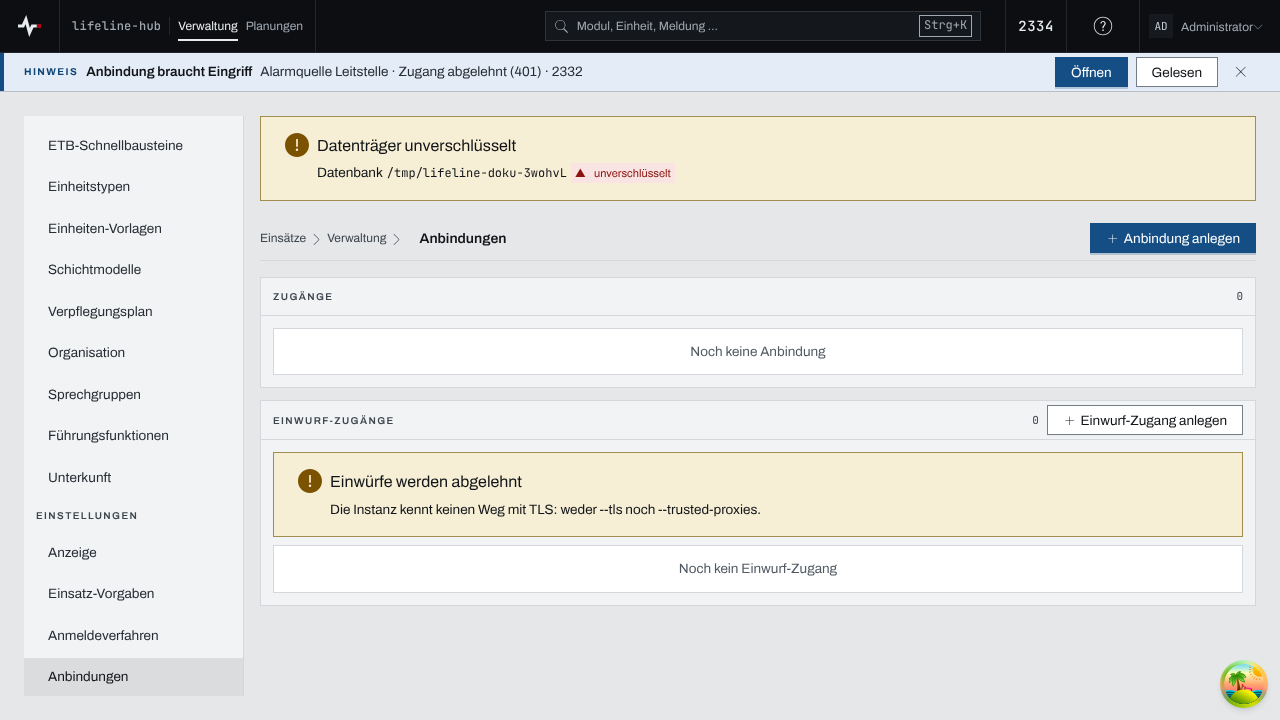 lifeline-hub Verwaltung Planungen Modul, Einheit, Meldung ... Strg+K 2334 AD Administrator
HINWEIS Anbindung braucht Eingriff Alarmquelle Leitstelle · Zugang abgelehnt (401) · 2332 Öffnen Gelesen
ETB-Schnellbausteine
Einheitstypen
Einheiten-Vorlagen
Schichtmodelle
Verpflegungsplan
Organisation
Sprechgruppen
Führungsfunktionen
Unterkunft
EINSTELLUNGEN
Anzeige
Einsatz-Vorgaben
Anmeldeverfahren
Anbindungen
Datenträger unverschlüsselt
Datenbank /tmp/lifeline-doku-3wohvL unverschlüsselt
Einsätze Verwaltung Anbindungen Anbindung anlegen
ZUGÄNGE 0
Noch keine Anbindung
EINWURF-ZUGÄNGE 0 Einwurf-Zugang anlegen
Einwürfe werden abgelehnt
Die Instanz kennt keinen Weg mit TLS: weder --tls noch --trusted-proxies.
Noch kein Einwurf-Zugang